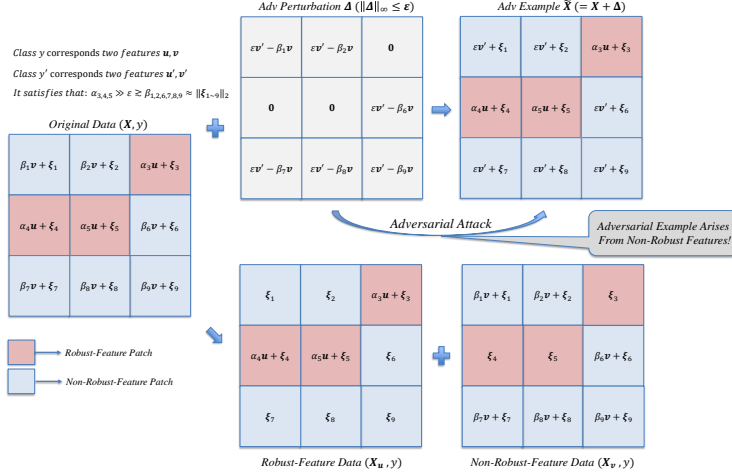 Adv Perturbation Δ (‖Δ‖∞ ≤ ε)
Adv Example X̃ (= X + Δ)
Class y corresponds two features u, v
Class y′ corresponds two features u′, v′
It satisfies that: α₃,₄,₅ ≫ ε ≳ β₁,₂,₆,₇,₈,₉ ≈ ‖ξ₁~₉‖₂
Original Data (X, y)
β₁v + ξ₁ β₂v + ξ₂ α₃u + ξ₃
α₄u + ξ₄ α₅u + ξ₅ β₆v + ξ₆
β₇v + ξ₇ β₈v + ξ₈ β₉v + ξ₉
εv′ − β₁v εv′ − β₂v 0
0 0 εv′ − β₆v
εv′ − β₇v εv′ − β₈v εv′ − β₉v
εv′ + ξ₁ εv′ + ξ₂ α₃u + ξ₃
α₄u + ξ₄ α₅u + ξ₅ εv′ + ξ₆
εv′ + ξ₇ εv′ + ξ₈ εv′ + ξ₉
Adversarial Attack
Adversarial Example Arises
From Non-Robust Features!
ξ₁ ξ₂ α₃u + ξ₃
α₄u + ξ₄ α₅u + ξ₅ ξ₆
ξ₇ ξ₈ ξ₉
β₁v + ξ₁ β₂v + ξ₂ ξ₃
ξ₄ ξ₅ β₆v + ξ₆
β₇v + ξ₇ β₈v + ξ₈ β₉v + ξ₉
Robust-Feature Patch
Non-Robust-Feature Patch
Robust-Feature Data (Xᵤ, y)
Non-Robust-Feature Data (Xᵥ, y)